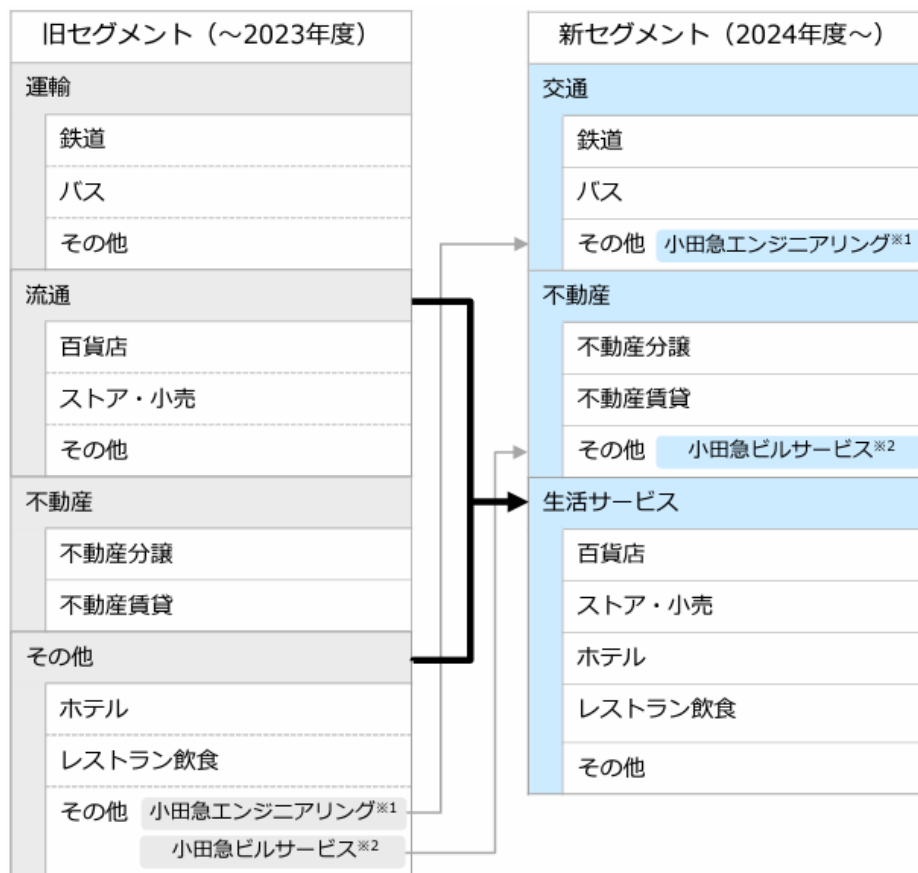 旧セグメント（～2023年度）
運輸
鉄道
バス
その他
流通
百貨店
ストア・小売
その他
不動産
不動産分譲
不動産賃貸
その他
ホテル
レストラン飲食
その他 小田急エンジニアリング※1
小田急ビルサービス※2
新セグメント（2024年度～）
交通
鉄道
バス
その他 小田急エンジニアリング※1
不動産
不動産分譲
不動産賃貸
その他 小田急ビルサービス※2
生活サービス
百貨店
ストア・小売
ホテル
レストラン飲食
その他